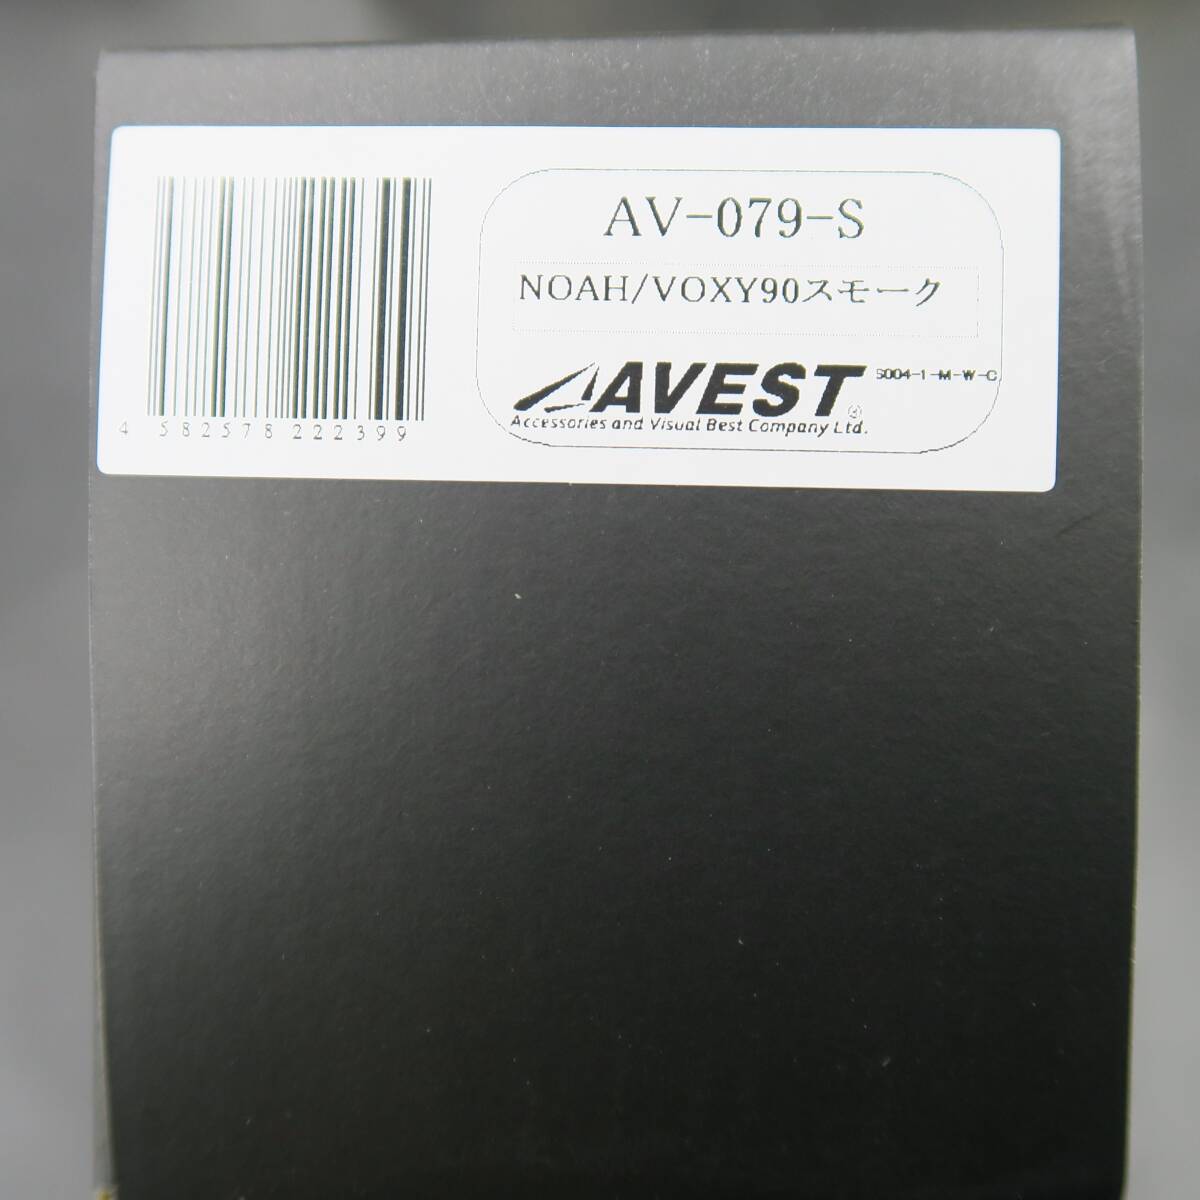 AV-079-S
NOAH/VOXY90スモーク
AVEST®
S004-1-M-W-C
Accessories and Visual Best Company Ltd.
4 582578 222399